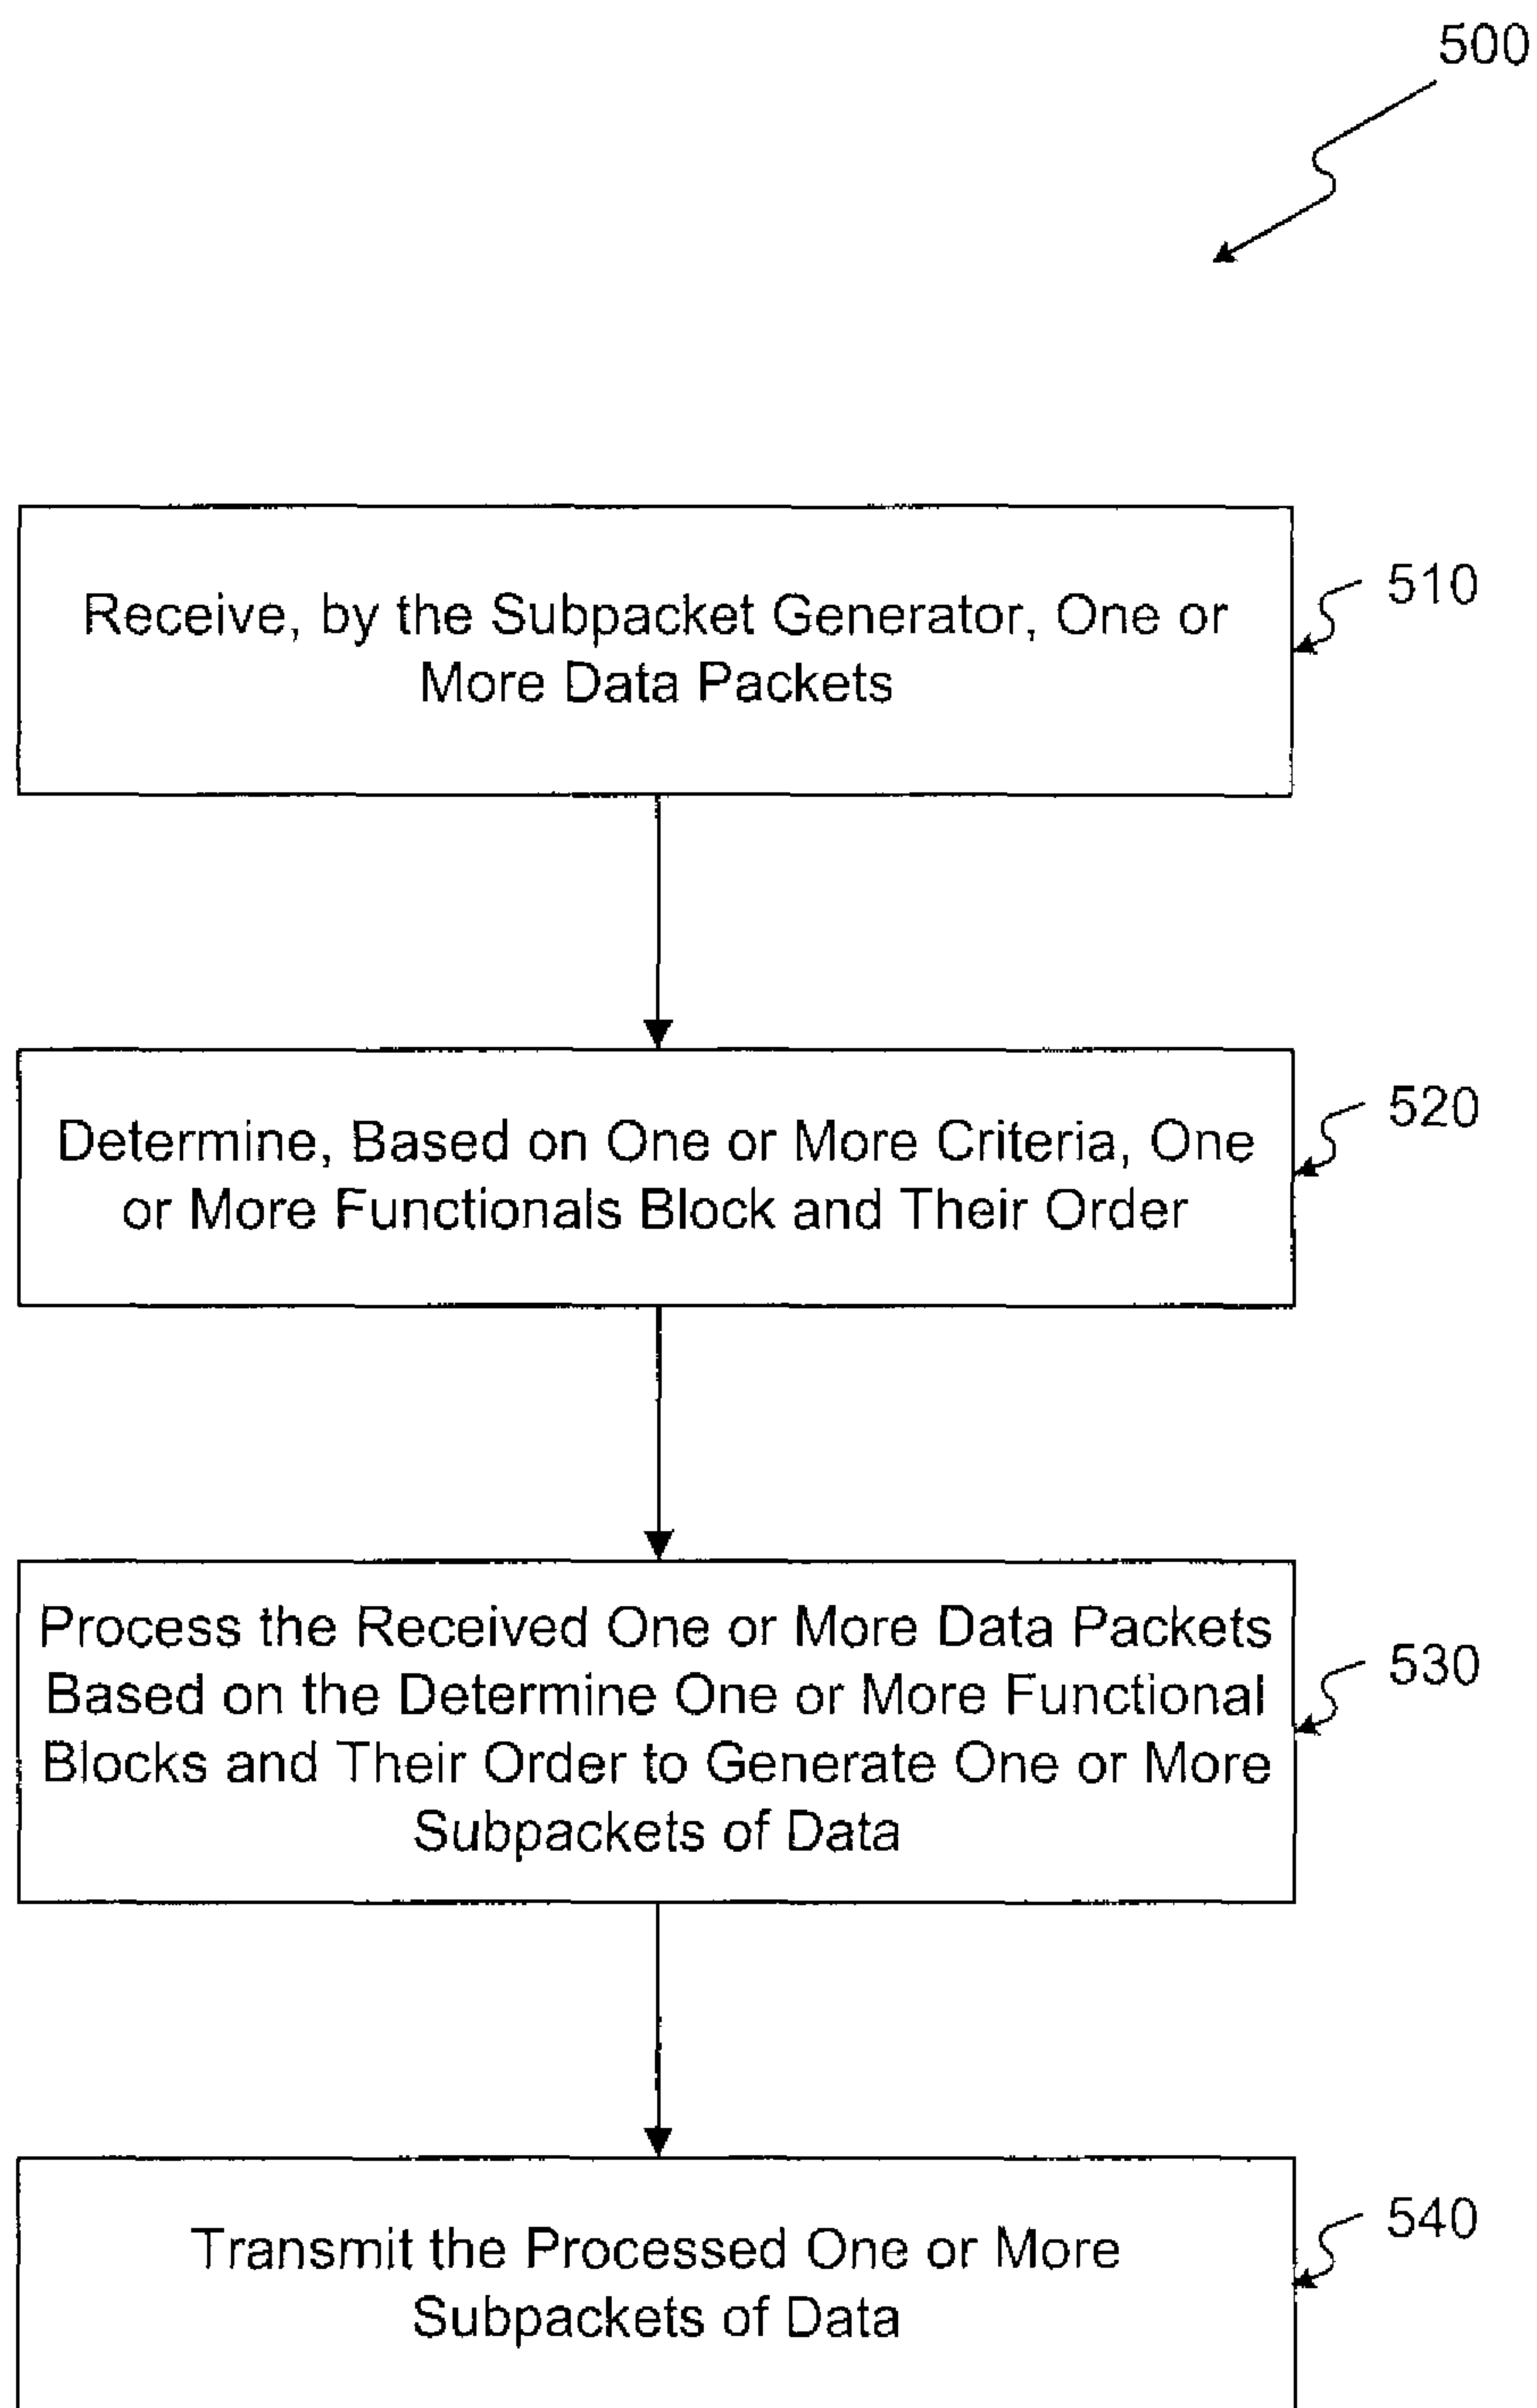 500
Receive, by the Subpacket Generator, One or
More Data Packets
510
Determine, Based on One or More Criteria, One
or More Functionals Block and Their Order
520
Process the Received One or More Data Packets
Based on the Determine One or More Functional
Blocks and Their Order to Generate One or More
Subpackets of Data
530
Transmit the Processed One or More
Subpackets of Data
540